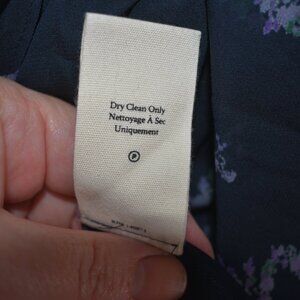 Dry Clean Only
Nettoyage À Sec
Uniquement
P